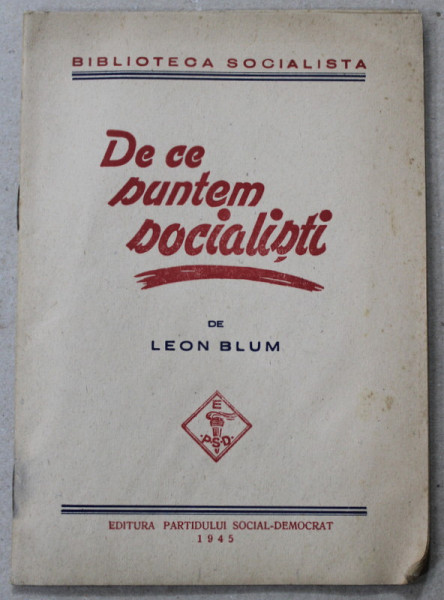 BIBLIOTECA SOCIALISTA
De ce
suntem
socialişti
DE
LEON BLUM
E
P.S.D.
EDITURA PARTIDULUI SOCIAL-DEMOCRAT
1945